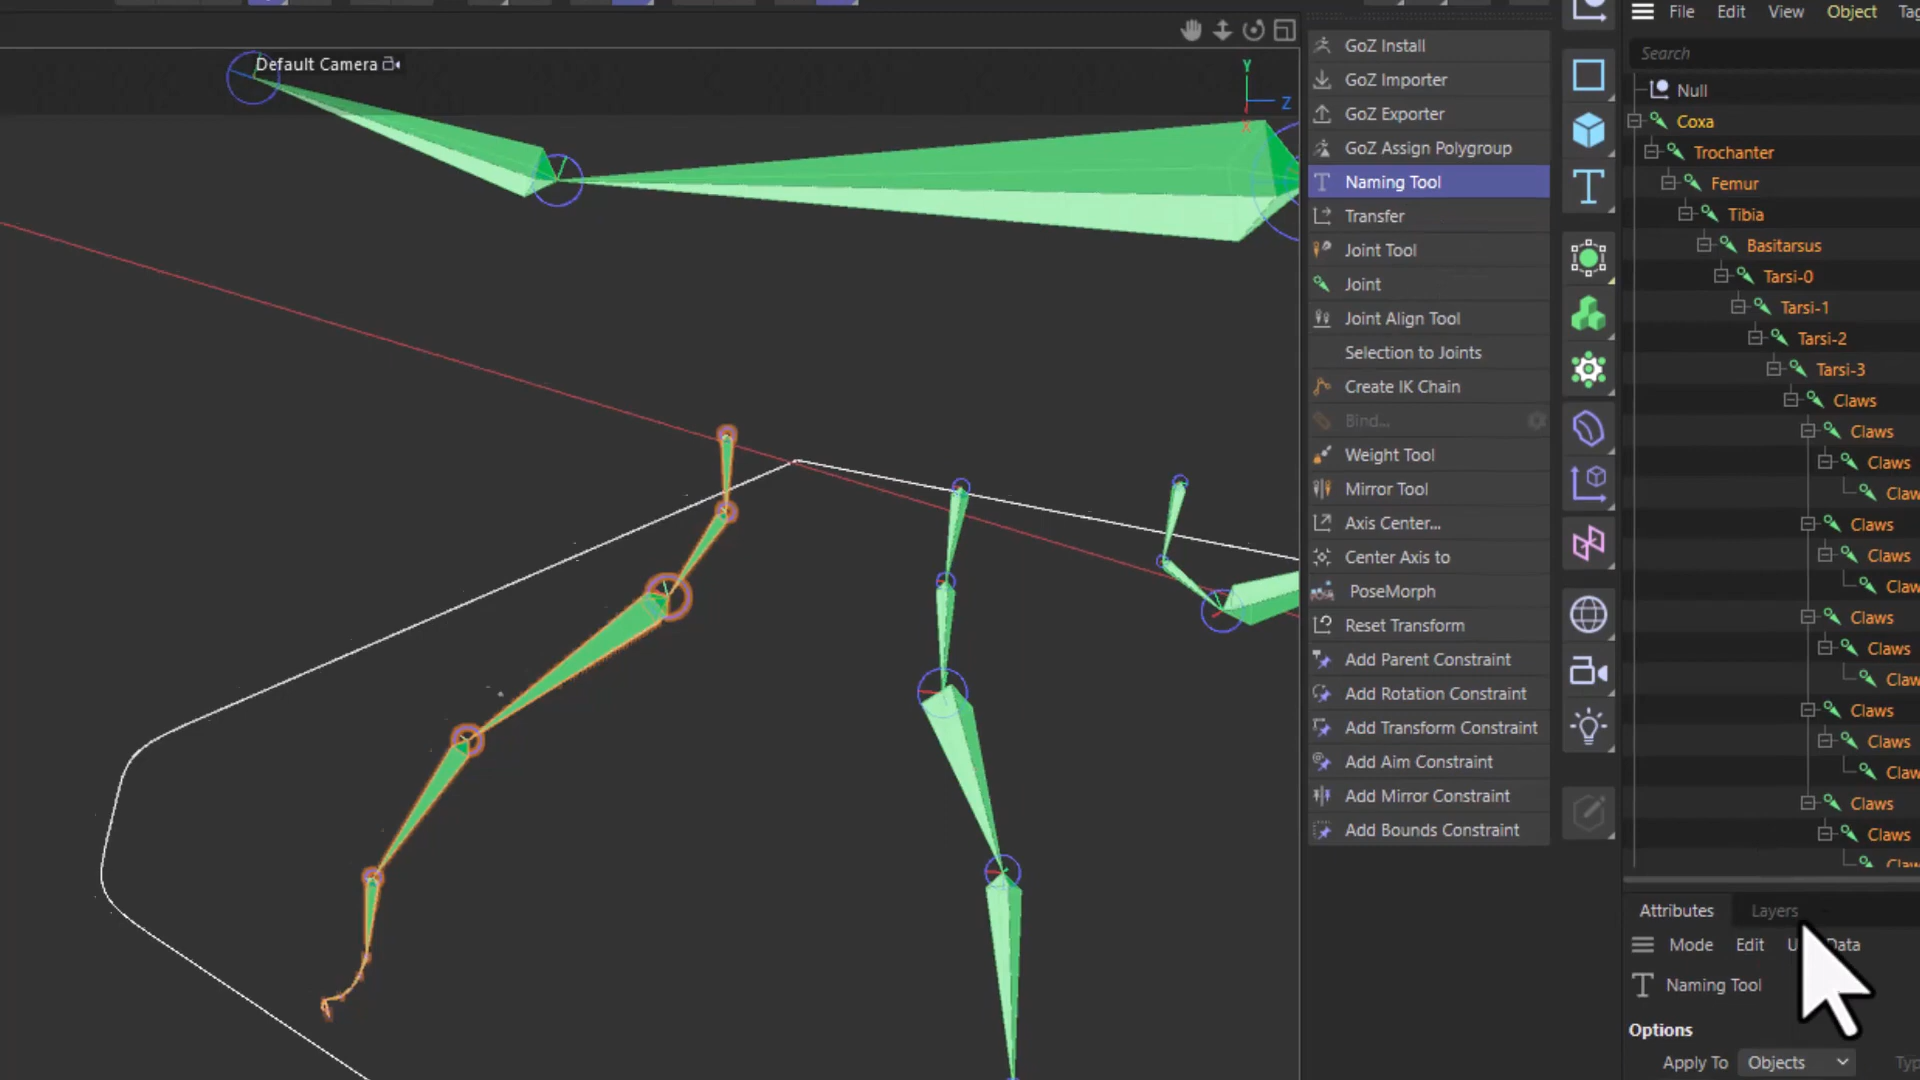 File Edit View Object
Search
Default Camera
Y
Z
X
GoZ Install
GoZ Importer
GoZ Exporter
GoZ Assign Polygroup
Naming Tool
Transfer
Joint Tool
Joint
Joint Align Tool
Selection to Joints
Create IK Chain
Bind...
Weight Tool
Mirror Tool
Axis Center...
Center Axis to
PoseMorph
Reset Transform
Add Parent Constraint
Add Rotation Constraint
Add Transform Constraint
Add Aim Constraint
Add Mirror Constraint
Add Bounds Constraint
Null
Coxa
Trochanter
Femur
Tibia
Basitarsus
Tarsi-0
Tarsi-1
Tarsi-2
Tarsi-3
Claws
Claws
Claws
Claws
Claws
Claws
Claws
Claws
Claws
Claws
Claws
Attributes Layers
Mode Edit Data
Naming Tool
Options
Apply To Objects